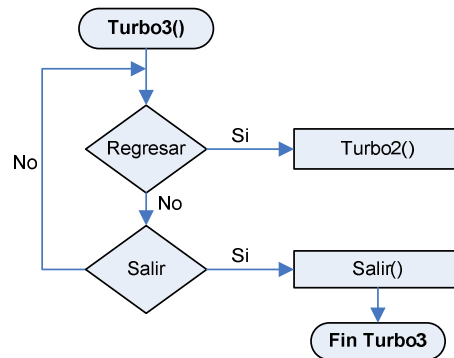 Turbo3()
Regresar
Si
Turbo2()
No
No
Salir
Si
Salir()
Fin Turbo3